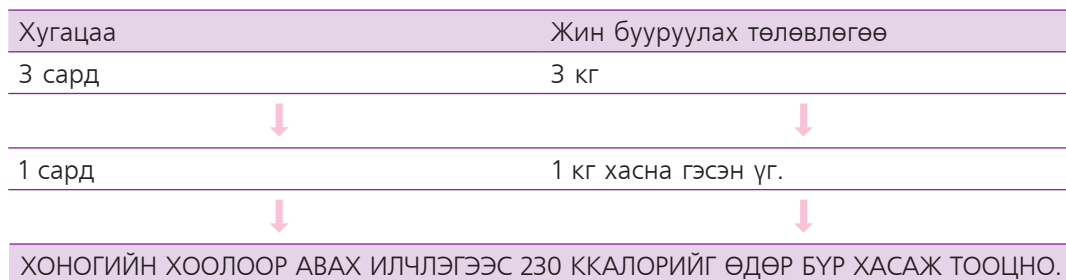 Хугацаа Жин бууруулах төлөвлөгөө
3 сард 3 кг
1 сард 1 кг хасна гэсэн үг.
ХОНОГИЙН ХООЛООР АВАХ ИЛЧЛЭГЭЭС 230 ККАЛОРИЙГ ӨДӨР БҮР ХАСАЖ ТООЦНО.